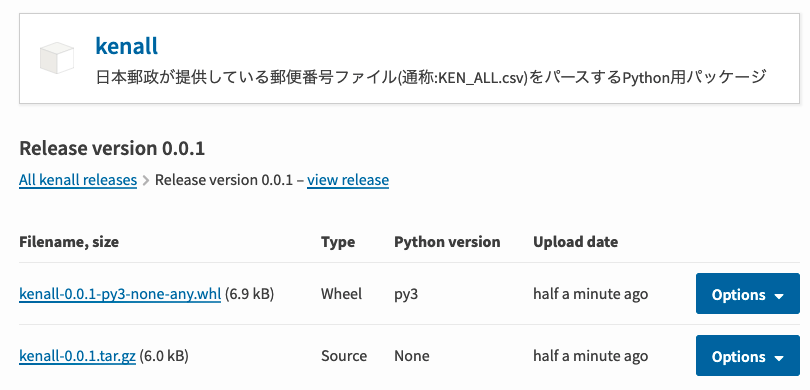 kenall
日本郵政が提供している郵便番号ファイル(通称:KEN_ALL.csv)をパースするPython用パッケージ
Release version 0.0.1
All kenall releases > Release version 0.0.1 – view release
Filename, size Type Python version Upload date
kenall-0.0.1-py3-none-any.whl (6.9 kB) Wheel py3 half a minute ago Options
kenall-0.0.1.tar.gz (6.0 kB) Source None half a minute ago Options